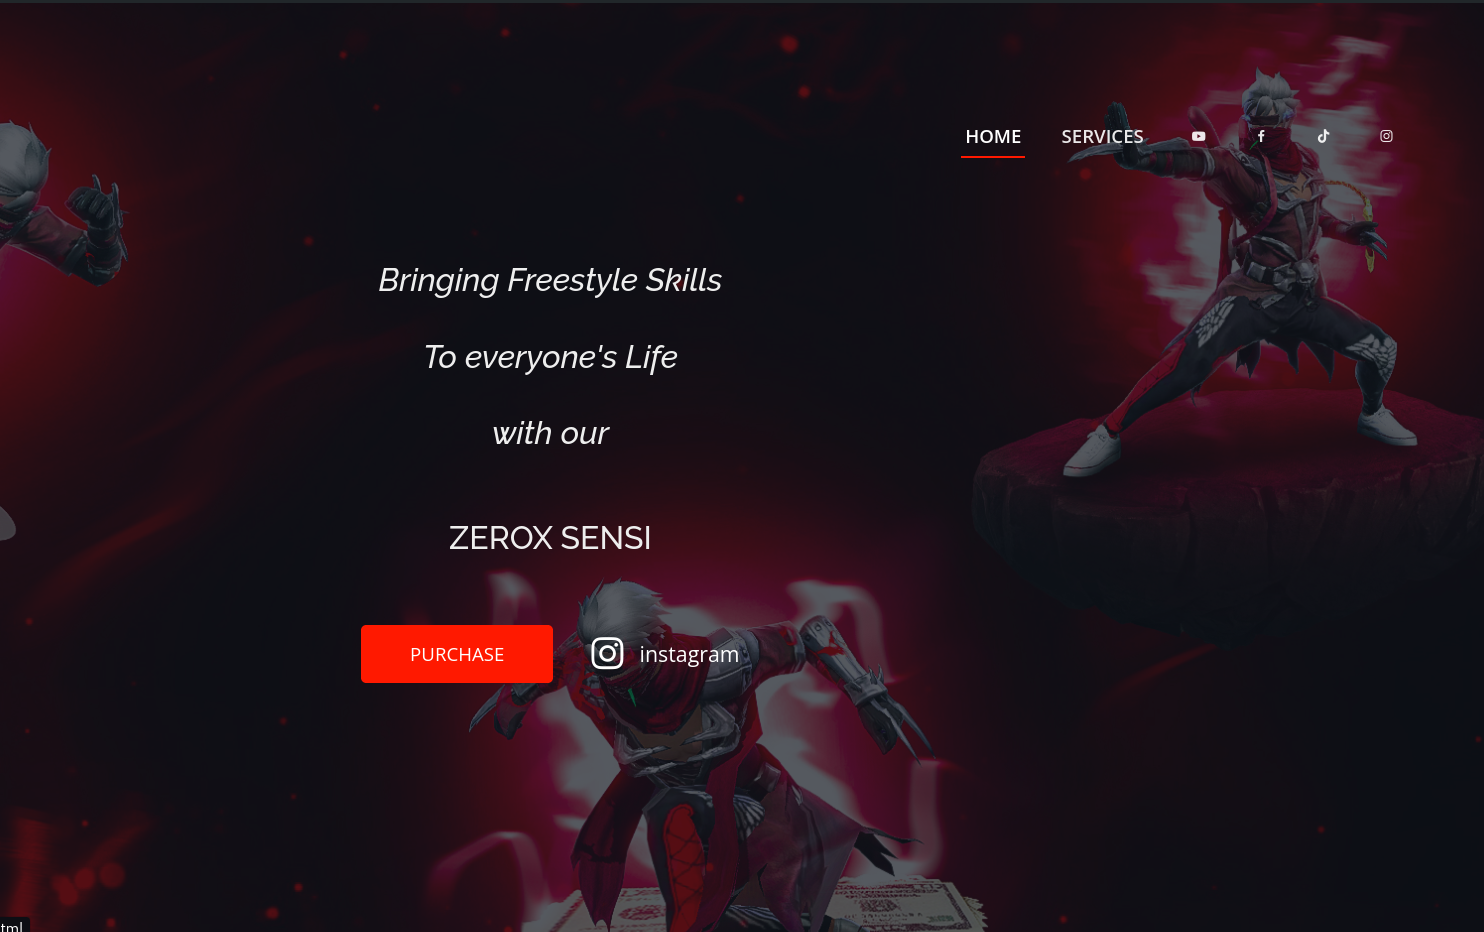 HOME SERVICES
Bringing Freestyle Skills
To everyone's Life
with our
ZEROX SENSI
PURCHASE instagram
tml